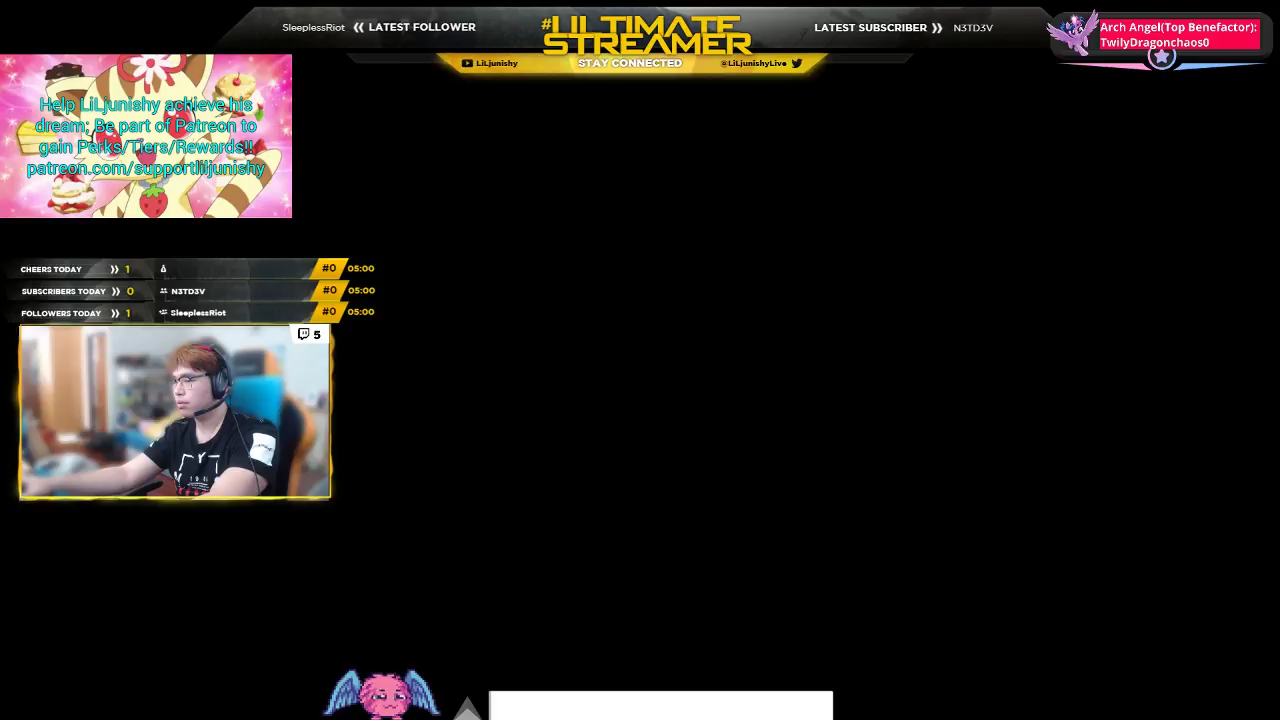 SleeplessRiot
LATEST FOLLOWER
#ULTIMATE
STREAMER
LATEST SUBSCRIBER
N3TD3V
Arch Angel(Top Benefactor):
TwilyDragonchaos0
LiLjunishy
STAY CONNECTED
@LiLjunishyLive
Help LiLjunishy achieve his
dream; Be part of Patreon to
gain Perks/Tiers/Rewards!!
patreon.com/supportliljunishy
CHEERS TODAY 1 #0 05:00
SUBSCRIBERS TODAY 0 N3TD3V #0 05:00
FOLLOWERS TODAY 1 SleeplessRiot #0 05:00
5